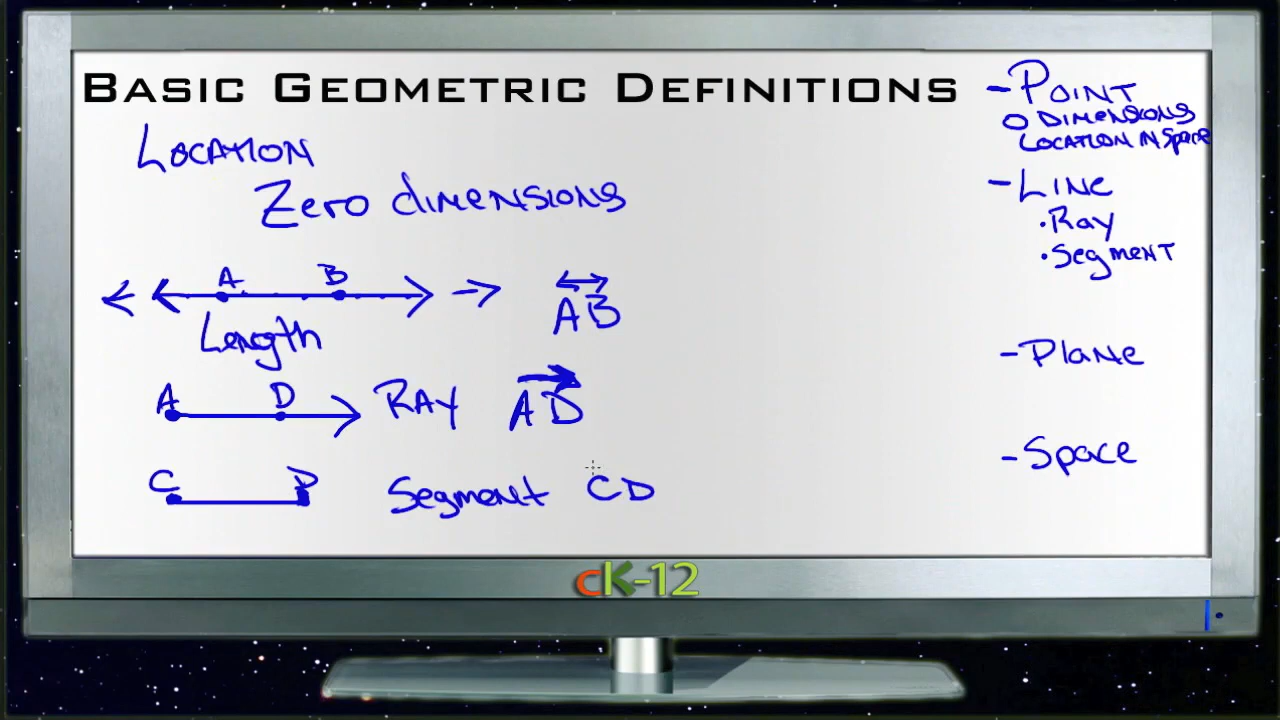 BASIC GEOMETRIC DEFINITIONS
LOCATION
Zero dimensions
A B
AB
Length
A D RAY AD
C D Segment CD
- POINT
O DIMENSIONS
LOCATION IN Space
- LINE
• Ray
• Segment
- Plane
- Space
cK-12